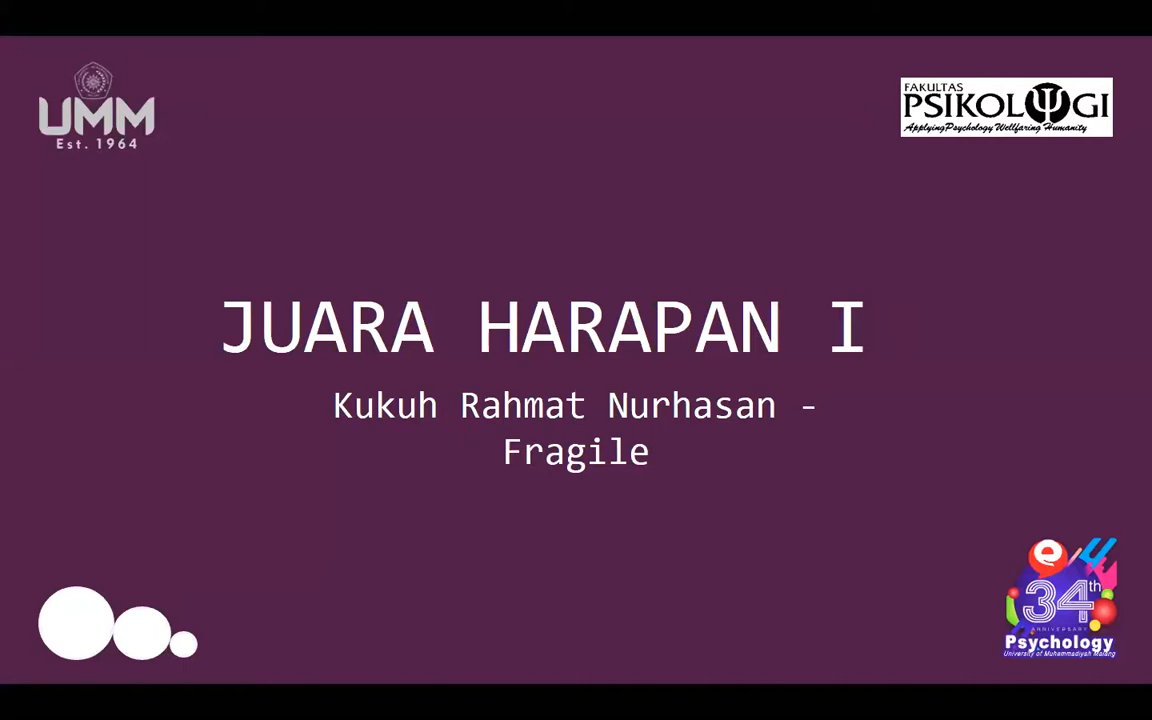 UMM
Est. 1964
FAKULTAS
PSIKOLOGI
Applying Psychology Wellfaring Humanity
JUARA HARAPAN I
Kukuh Rahmat Nurhasan -
Fragile
e
34th
ANNIVERSARY
Psychology
University of Muhammadiyah Malang